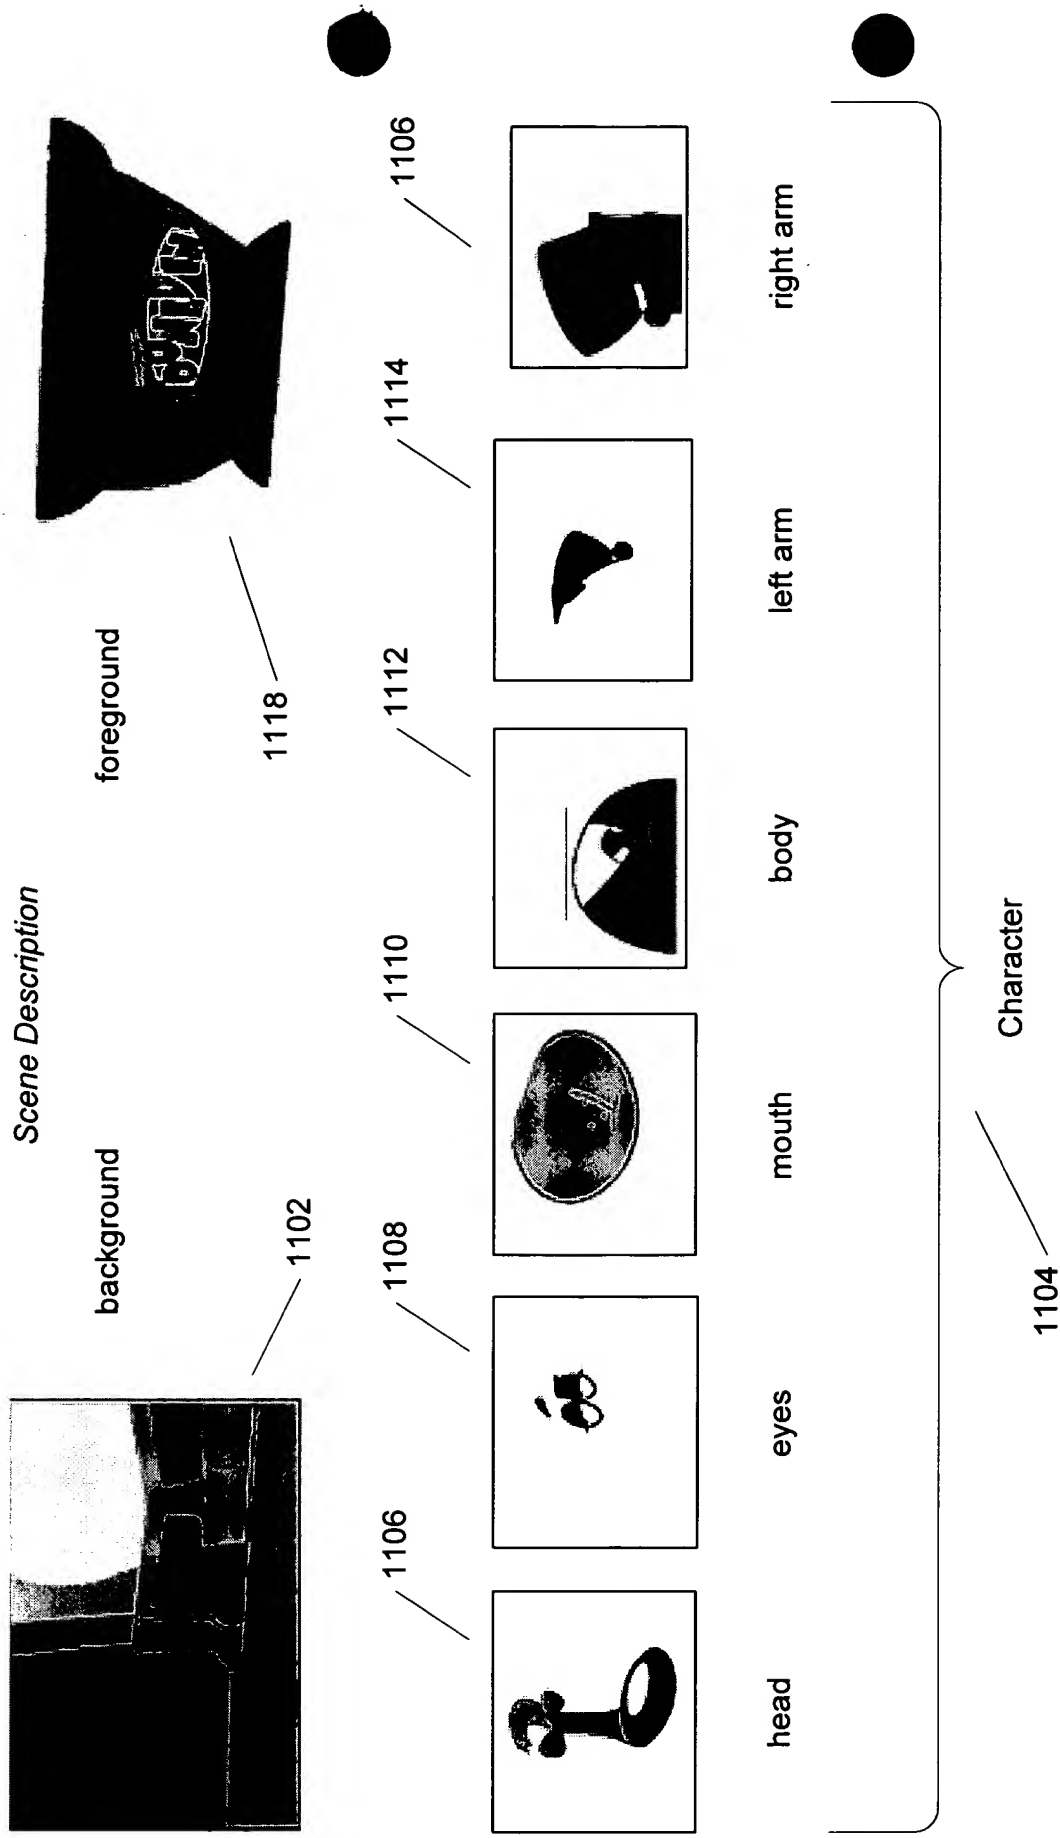 Scene Description
background
foreground
1102
1118
1106
1108
1110
1112
1114
1106
head
eyes
mouth
body
left arm
right arm
Character
1104